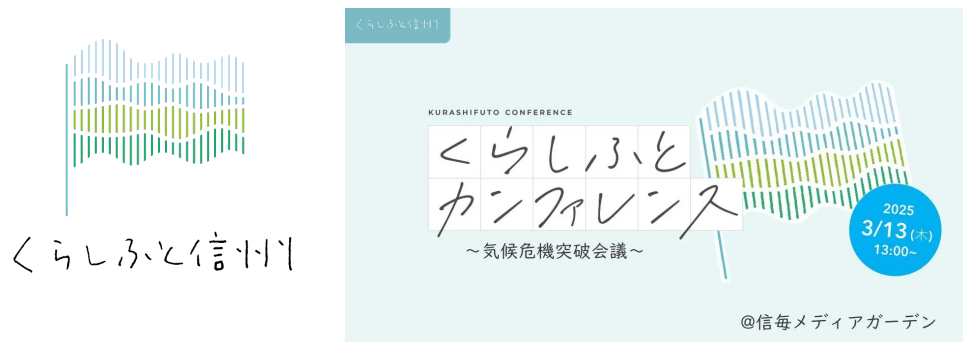 くらしふと信州
くらしふと信州
KURASHIFUTO CONFERENCE
くらしふと
カンファレンス
～気候危機突破会議～
2025
3/13(木)
13:00~
@信毎メディアガーデン